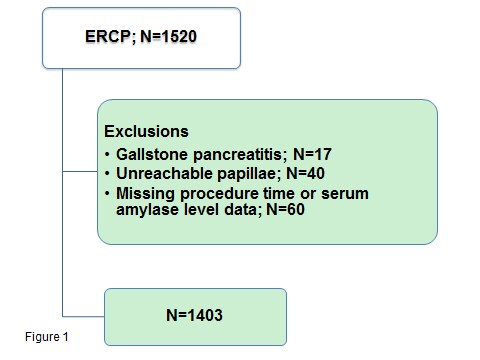 ERCP; N=1520
Exclusions
• Gallstone pancreatitis; N=17
• Unreachable papillae; N=40
• Missing procedure time or serum
amylase level data; N=60
N=1403
Figure 1